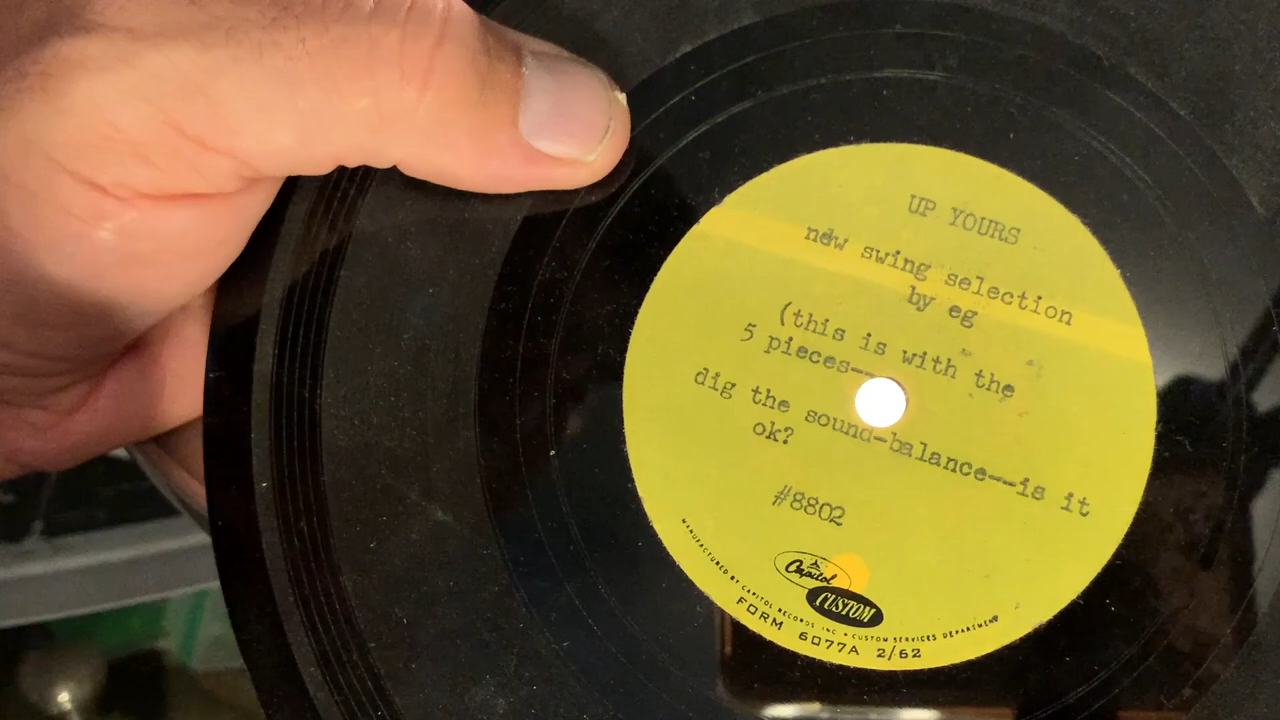 UP YOURS
new swing selection
by eg
(this is with the
5 pieces--
dig the sound-balance--is it
ok?
#8802
Capitol
CUSTOM
MANUFACTURED BY CAPITOL RECORDS INC • CUSTOM SERVICES DEPARTMENT
FORM 6077A 2/62